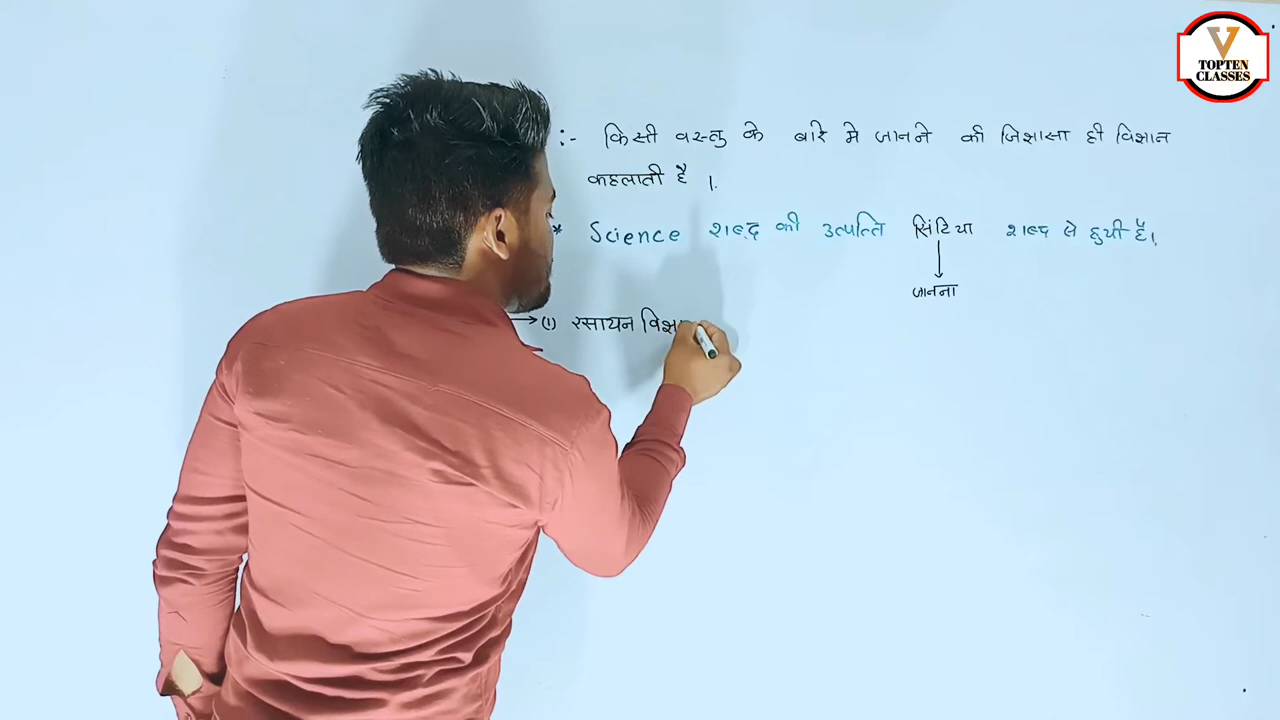 TOPTEN
CLASSES
:- किसी वस्तु के बारे मे जानने की जिज्ञासा ही विज्ञान
कहलाती है ।
* Science शब्द की उत्पत्ति सिंटिया शब्द से हुयी है।
↓
जानना
→ (1) रसायन